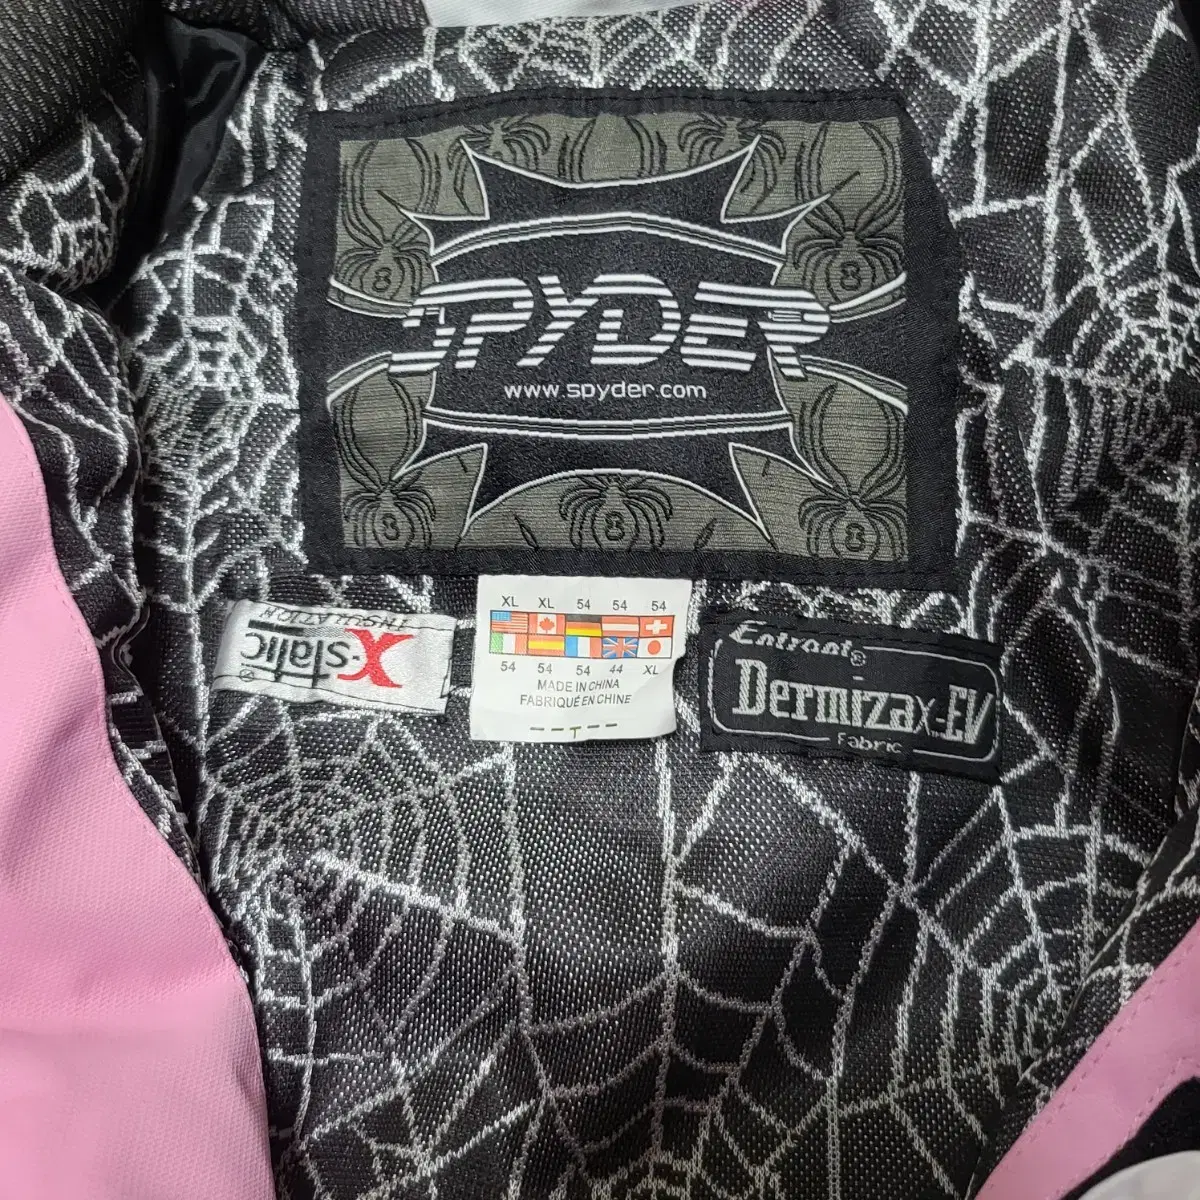 SPYDER
www.spyder.com
8
8
8
8
8
INSULATION
X-static
®
XL XL 54 54 54
54 54 54 44 XL
MADE IN CHINA
FABRIQUÉ EN CHINE
T
Entrant®
Dermizax-EV
Fabric